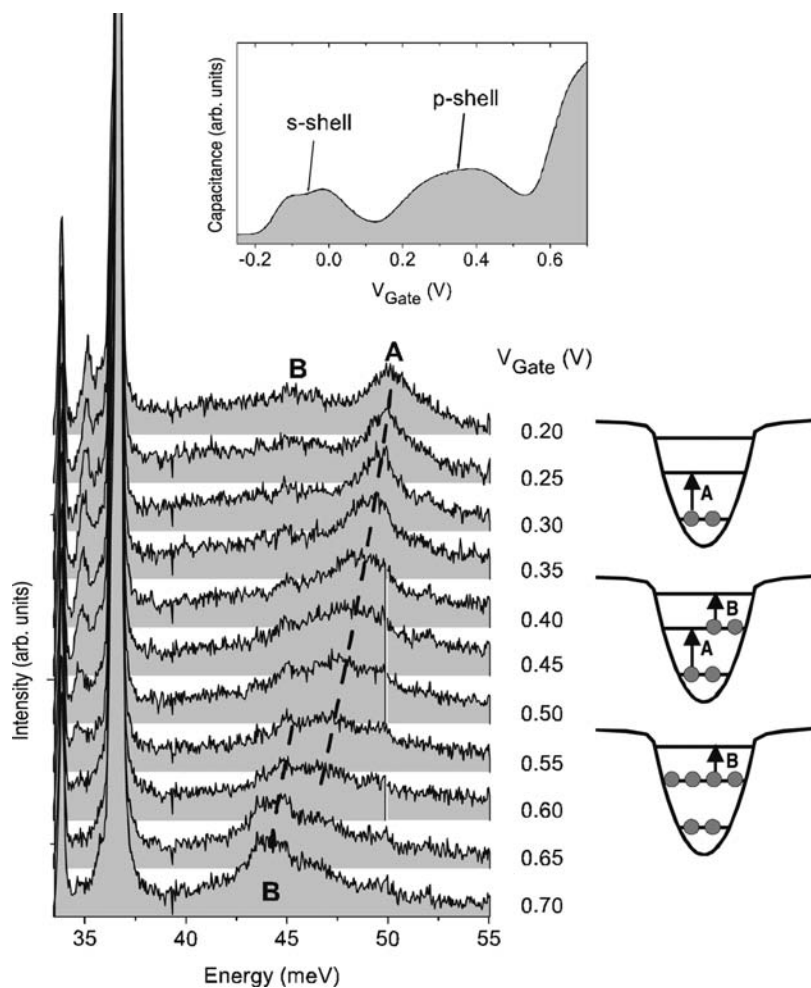 Capacitance (arb. units)
s-shell
p-shell
-0.2 0.0 0.2 0.4 0.6
V_Gate (V)
Intensity (arb. units)
B
A
V_Gate (V)
0.20
0.25
0.30
0.35
0.40
0.45
0.50
0.55
0.60
0.65
0.70
B
35 40 45 50 55
Energy (meV)
A
B
A
B